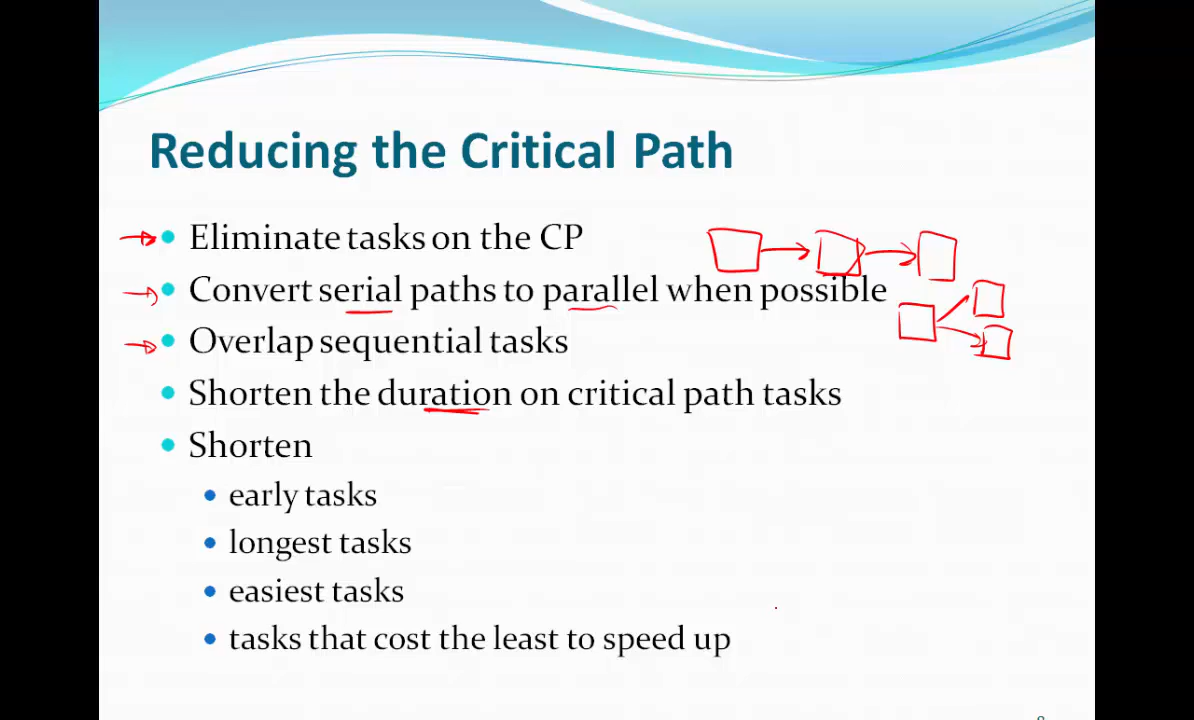 Reducing the Critical Path
Eliminate tasks on the CP
Convert serial paths to parallel when possible
Overlap sequential tasks
Shorten the duration on critical path tasks
Shorten
early tasks
longest tasks
easiest tasks
tasks that cost the least to speed up